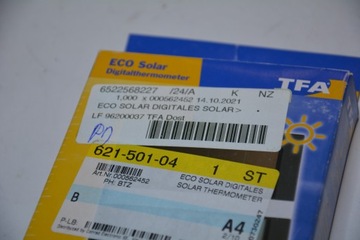 ECO Solar
Digitalthermometer
TFA
6522568227 /24/A K NZ
1,000 x 000562452 14.10.2021
ECO SOLAR DIGITALES SOLAR >
LF 96200037 TFA Dost
621-501-04 1 ST
Art.Nr. 000562452
PH: BTZ
ECO SOLAR DIGITALES
SOLAR THERMOMETER
B
A4
P-LB: